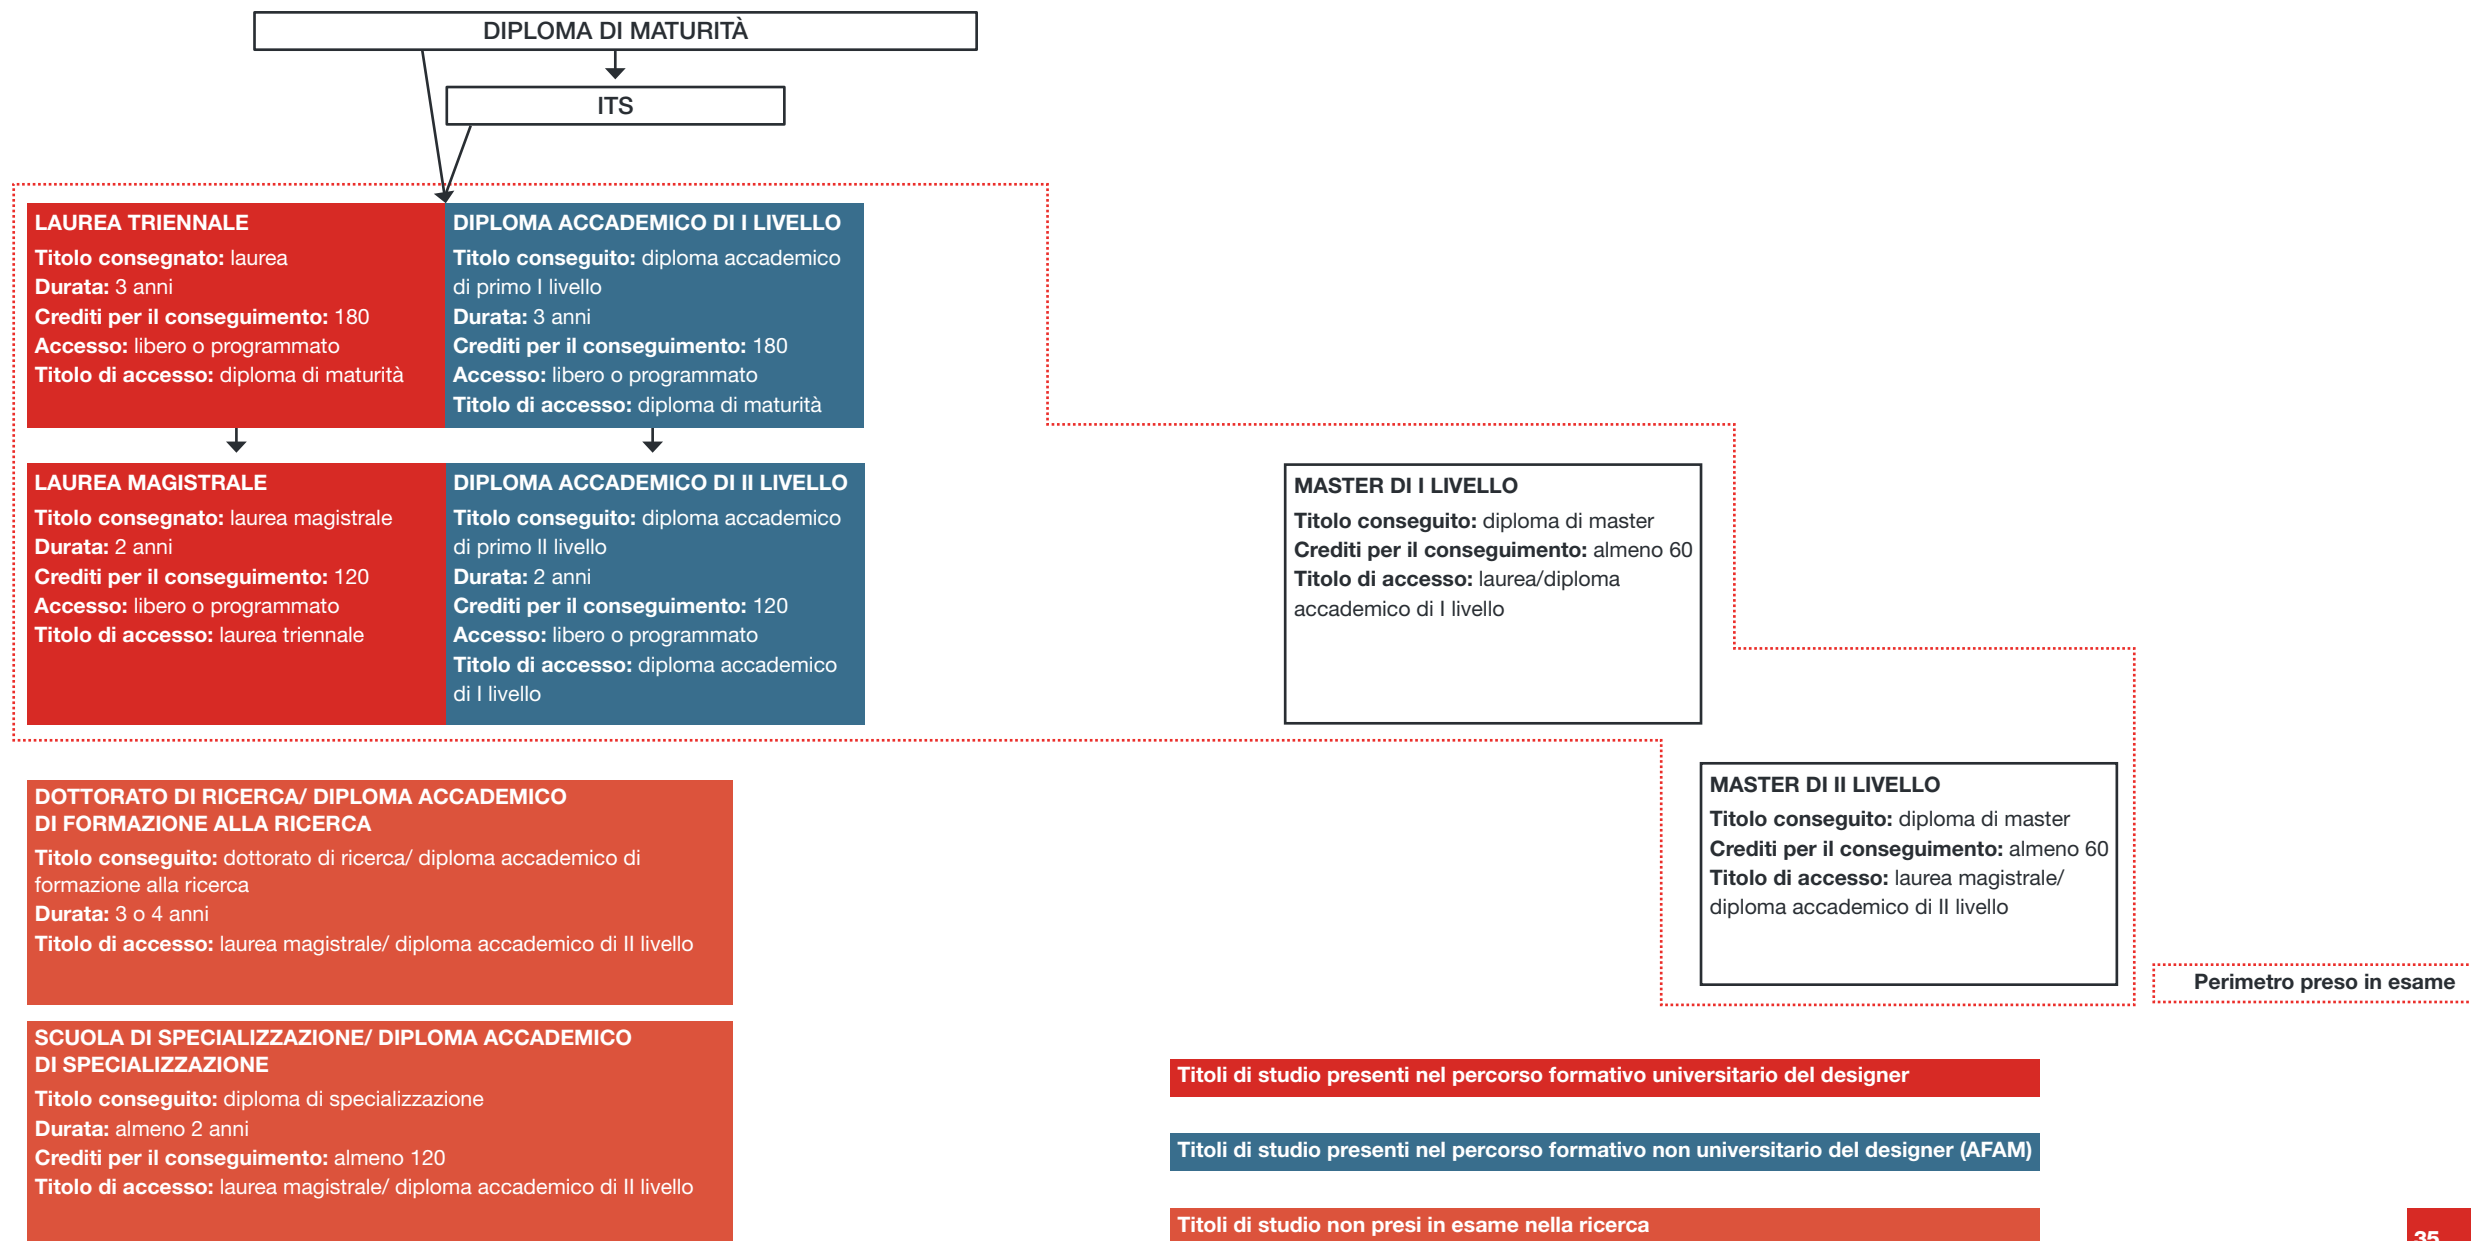 DIPLOMA DI MATURITÀ
ITS
LAUREA TRIENNALE
Titolo consegnato: laurea
Durata: 3 anni
Crediti per il conseguimento: 180
Accesso: libero o programmato
Titolo di accesso: diploma di maturità
DIPLOMA ACCADEMICO DI I LIVELLO
Titolo conseguito: diploma accademico
di primo I livello
Durata: 3 anni
Crediti per il conseguimento: 180
Accesso: libero o programmato
Titolo di accesso: diploma di maturità
LAUREA MAGISTRALE
Titolo consegnato: laurea magistrale
Durata: 2 anni
Crediti per il conseguimento: 120
Accesso: libero o programmato
Titolo di accesso: laurea triennale
DIPLOMA ACCADEMICO DI II LIVELLO
Titolo conseguito: diploma accademico
di primo II livello
Durata: 2 anni
Crediti per il conseguimento: 120
Accesso: libero o programmato
Titolo di accesso: diploma accademico
di I livello
MASTER DI I LIVELLO
Titolo conseguito: diploma di master
Crediti per il conseguimento: almeno 60
Titolo di accesso: laurea/diploma
accademico di I livello
MASTER DI II LIVELLO
Titolo conseguito: diploma di master
Crediti per il conseguimento: almeno 60
Titolo di accesso: laurea magistrale/
diploma accademico di II livello
Perimetro preso in esame
DOTTORATO DI RICERCA/ DIPLOMA ACCADEMICO
DI FORMAZIONE ALLA RICERCA
Titolo conseguito: dottorato di ricerca/ diploma accademico di
formazione alla ricerca
Durata: 3 o 4 anni
Titolo di accesso: laurea magistrale/ diploma accademico di II livello
SCUOLA DI SPECIALIZZAZIONE/ DIPLOMA ACCADEMICO
DI SPECIALIZZAZIONE
Titolo conseguito: diploma di specializzazione
Durata: almeno 2 anni
Crediti per il conseguimento: almeno 120
Titolo di accesso: laurea magistrale/ diploma accademico di II livello
Titoli di studio presenti nel percorso formativo universitario del designer
Titoli di studio presenti nel percorso formativo non universitario del designer (AFAM)
Titoli di studio non presi in esame nella ricerca
35